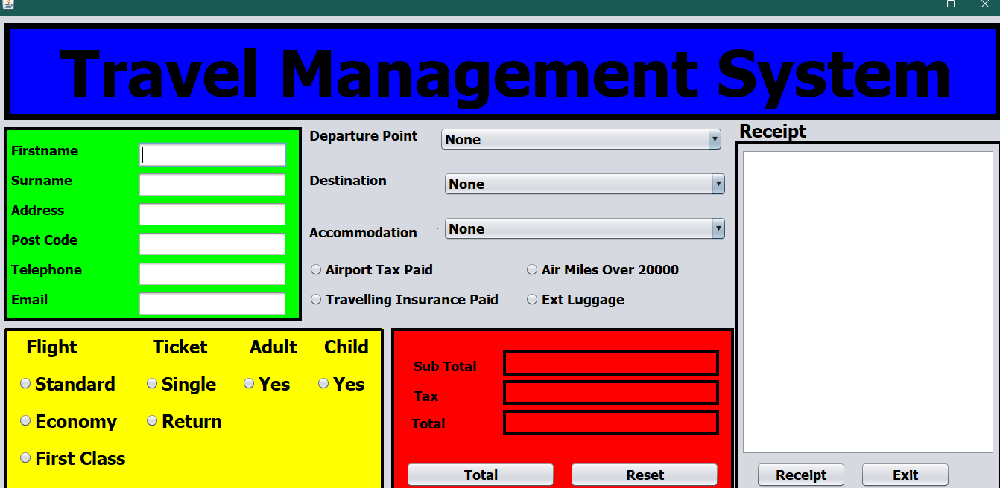 Travel Management System
Firstname
Surname
Address
Post Code
Telephone
Email
Departure Point None
Destination None
Accommodation None
Airport Tax Paid Air Miles Over 20000
Travelling Insurance Paid Ext Luggage
Receipt
Flight Ticket Adult Child
Standard Single Yes Yes
Economy Return
First Class
Sub Total
Tax
Total
Total Reset
Receipt Exit